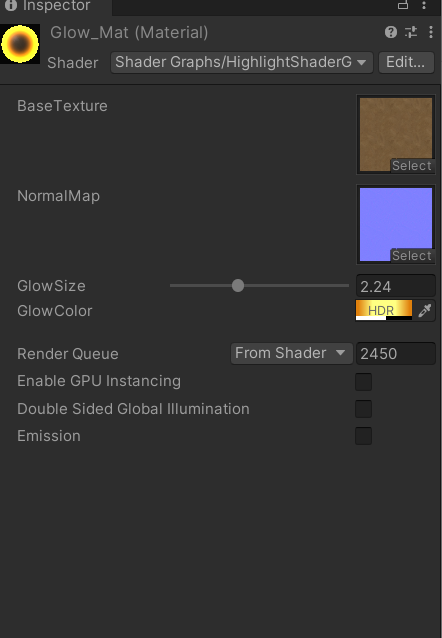 Inspector
Glow_Mat (Material)
Shader Shader Graphs/HighlightShaderG Edit...
BaseTexture
Select
NormalMap
Select
GlowSize 2.24
GlowColor HDR
Render Queue From Shader 2450
Enable GPU Instancing
Double Sided Global Illumination
Emission